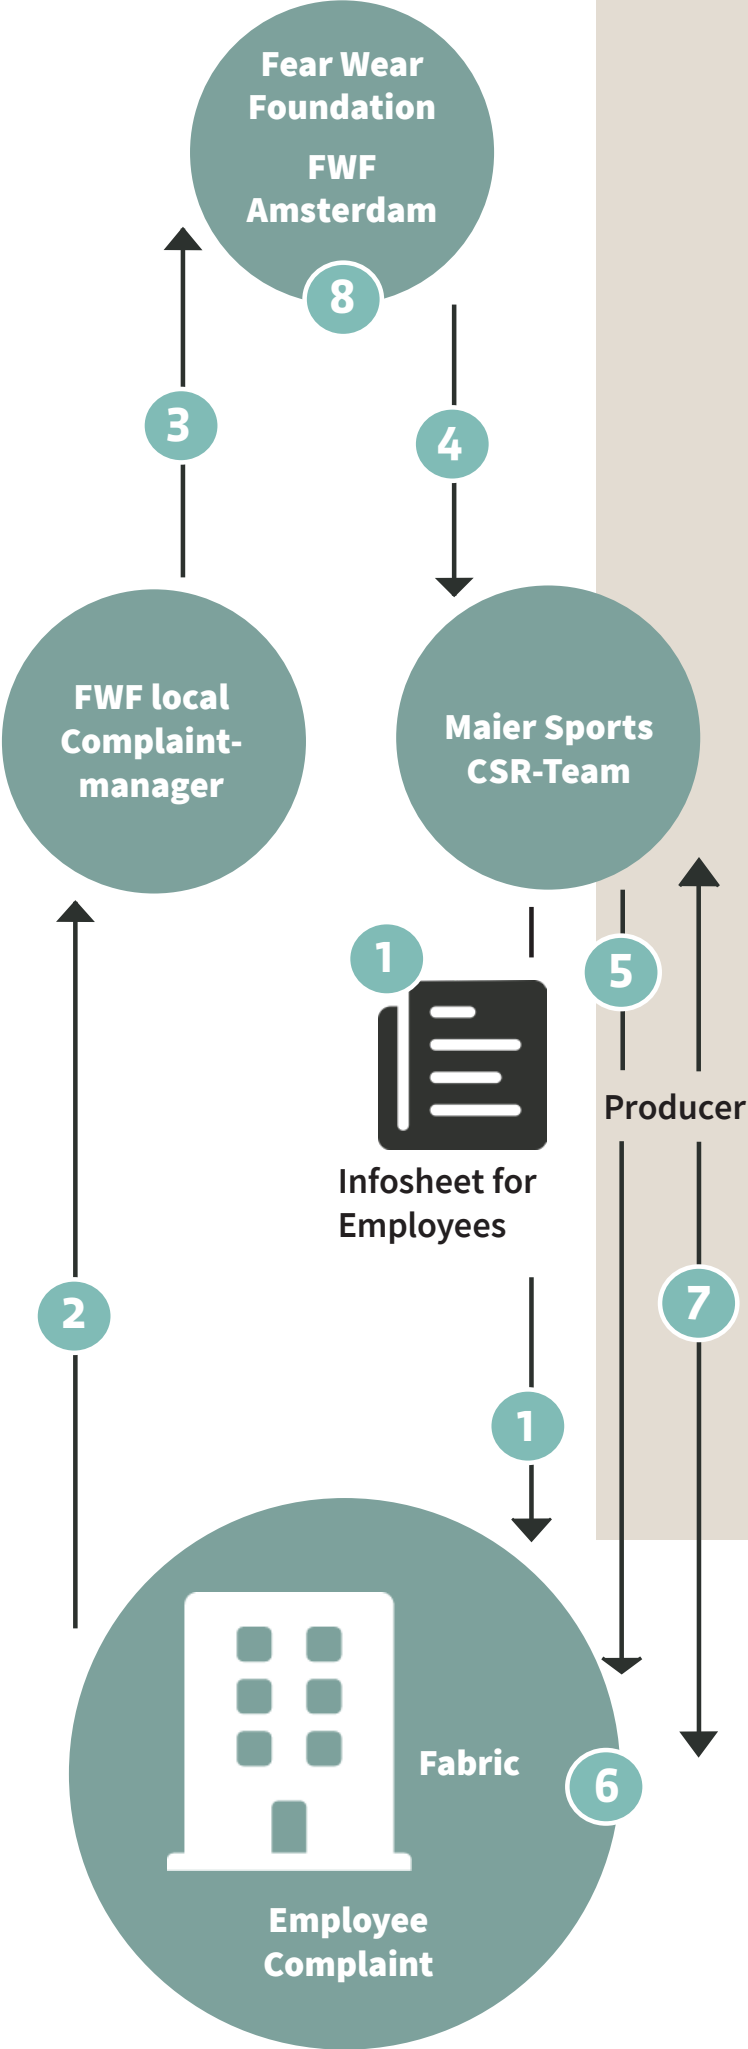 Fear Wear
Foundation
FWF
Amsterdam
8
3
4
FWF local
Complaint-
manager
Maier Sports
CSR-Team
1
5
Producer
Infosheet for
Employees
2
7
1
Fabric
6
Employee
Complaint